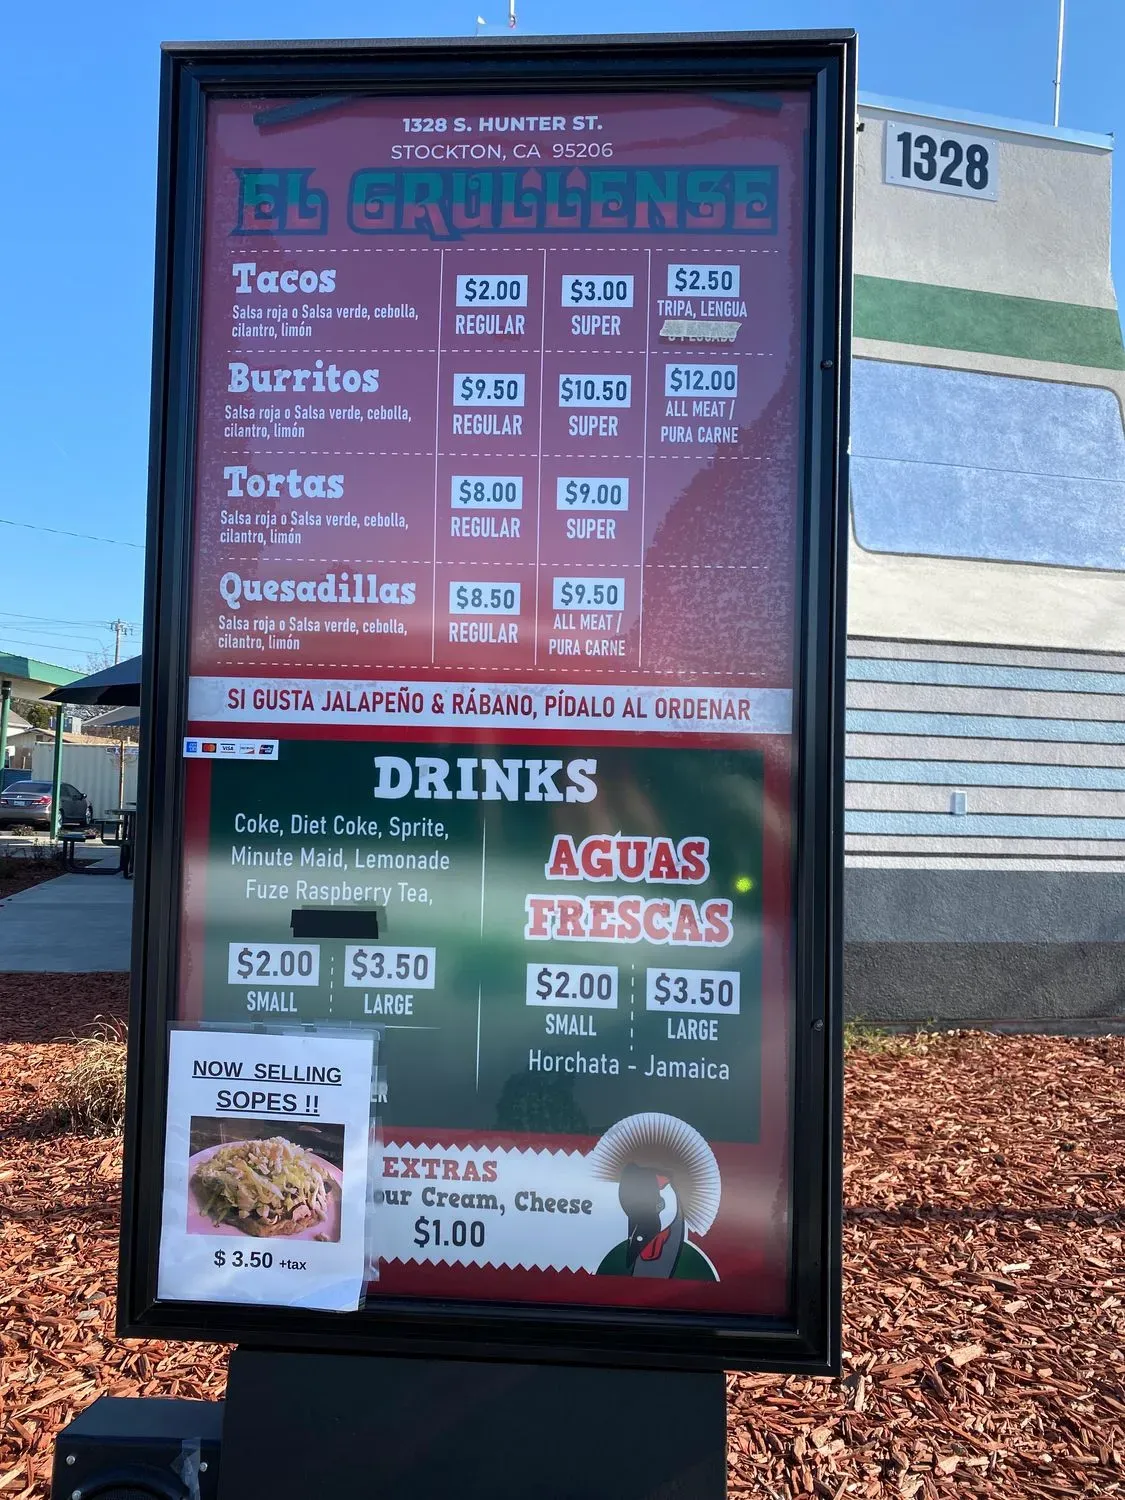 1328 S. HUNTER ST.
STOCKTON, CA 95206
EL GRULLENSE
1328
Tacos
Salsa roja o Salsa verde, cebolla,
cilantro, limón
$2.00
REGULAR
$3.00
SUPER
$2.50
TRIPA, LENGUA
Burritos
Salsa roja o Salsa verde, cebolla,
cilantro, limón
$9.50
REGULAR
$10.50
SUPER
$12.00
ALL MEAT /
PURA CARNE
Tortas
Salsa roja o Salsa verde, cebolla,
cilantro, limón
$8.00
REGULAR
$9.00
SUPER
Quesadillas
Salsa roja o Salsa verde, cebolla,
cilantro, limón
$8.50
REGULAR
$9.50
ALL MEAT /
PURA CARNE
SI GUSTA JALAPEÑO & RÁBANO, PÍDALO AL ORDENAR
VISA
DRINKS
Coke, Diet Coke, Sprite,
Minute Maid, Lemonade
Fuze Raspberry Tea,
$2.00
SMALL
$3.50
LARGE
AGUAS
FRESCAS
$2.00
SMALL
$3.50
LARGE
Horchata - Jamaica
NOW SELLING
SOPES !!
$ 3.50 +tax
ER
EXTRAS
our Cream, Cheese
$1.00